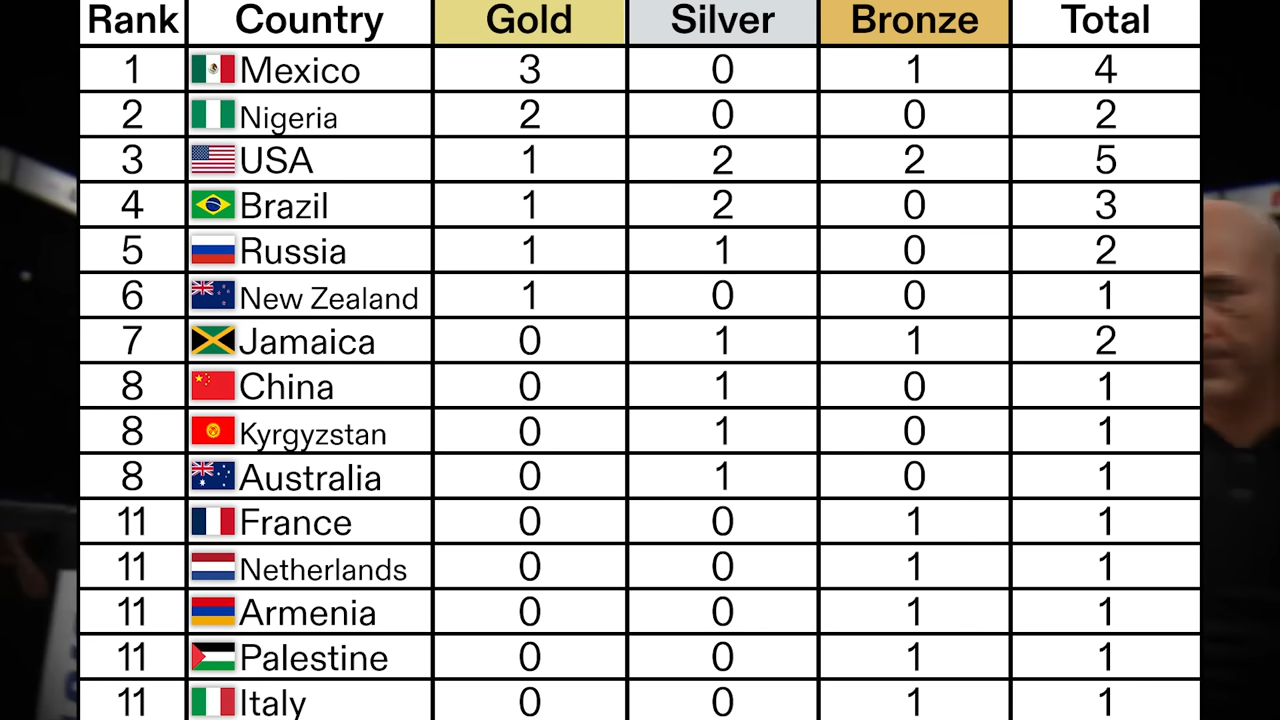 Rank Country Gold Silver Bronze Total
1 Mexico 3 0 1 4
2 Nigeria 2 0 0 2
3 USA 1 2 2 5
4 Brazil 1 2 0 3
5 Russia 1 1 0 2
6 New Zealand 1 0 0 1
7 Jamaica 0 1 1 2
8 China 0 1 0 1
8 Kyrgyzstan 0 1 0 1
8 Australia 0 1 0 1
11 France 0 0 1 1
11 Netherlands 0 0 1 1
11 Armenia 0 0 1 1
11 Palestine 0 0 1 1
11 Italy 0 0 1 1